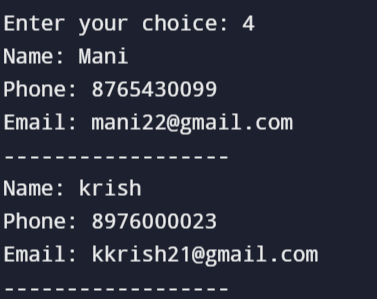 Enter your choice: 4
Name: Mani
Phone: 8765430099
Email: mani22@gmail.com
------------------
Name: krish
Phone: 8976000023
Email: kkrish21@gmail.com
------------------